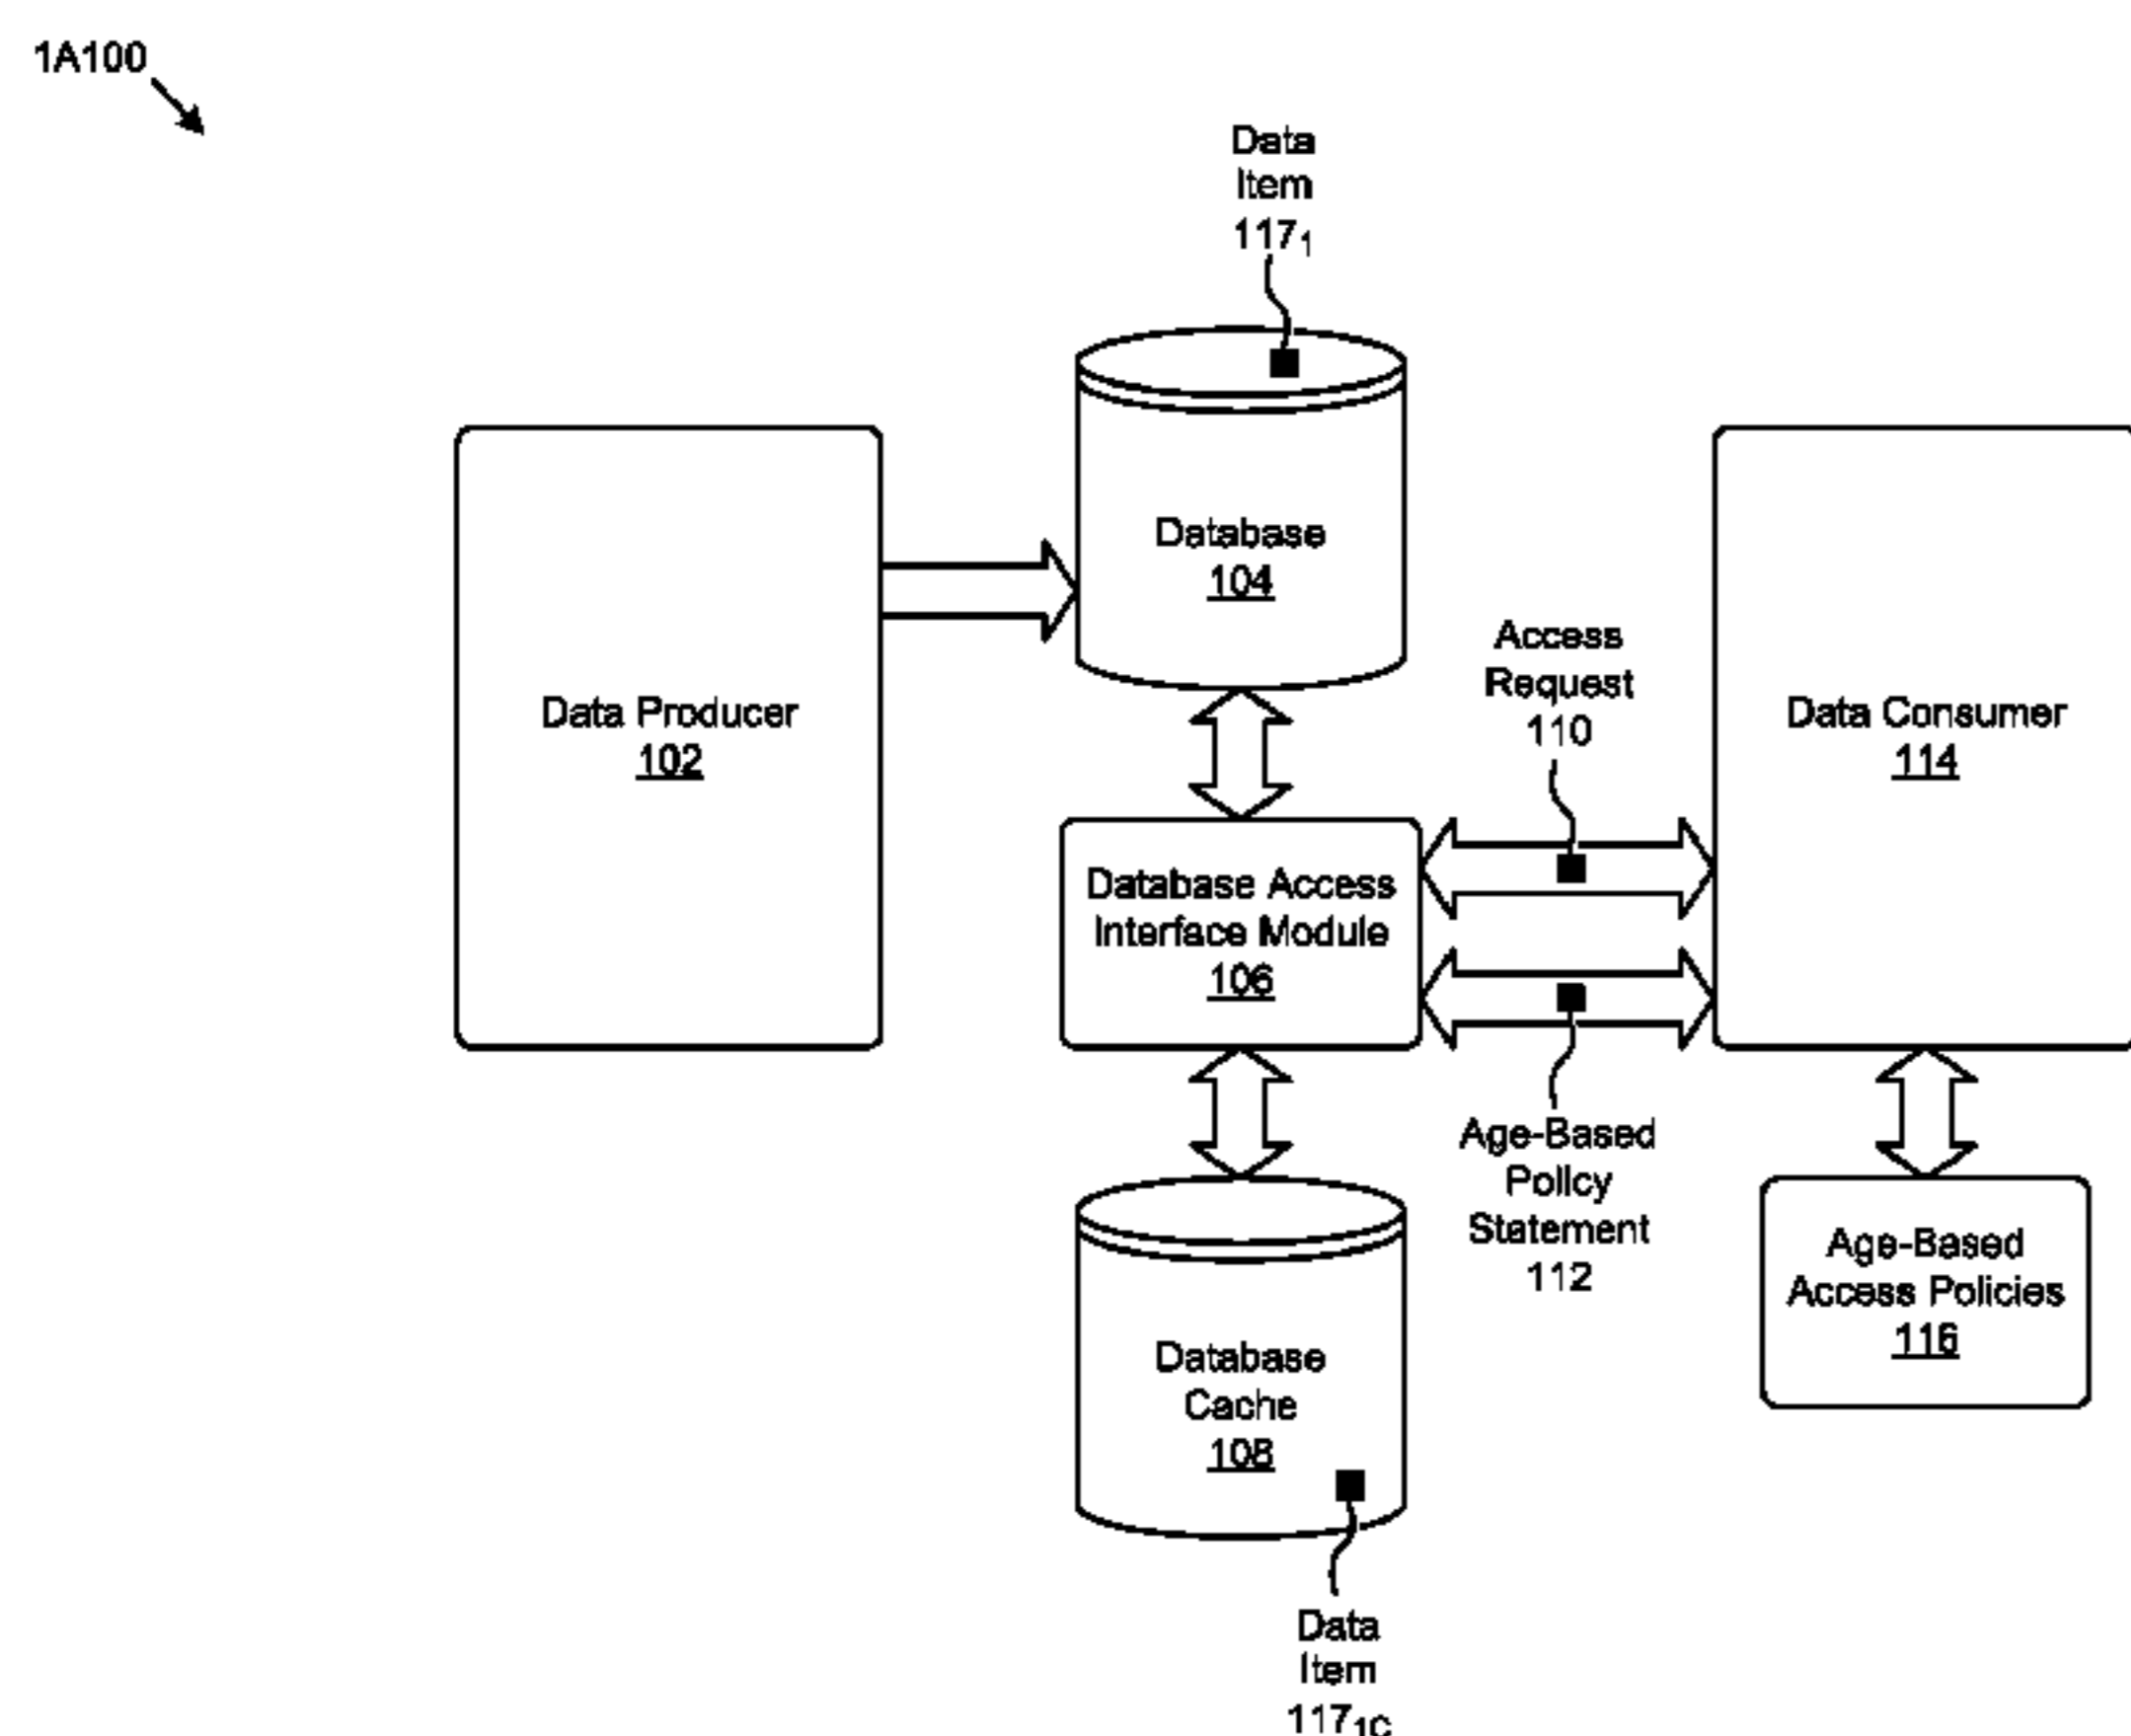 1A100
Data
Item
117₁
Database
104
Data Producer
102
Access
Request
110
Data Consumer
114
Database Access
Interface Module
106
Age-Based
Policy
Statement
112
Age-Based
Access Policies
116
Database
Cache
108
Data
Item
117₁C